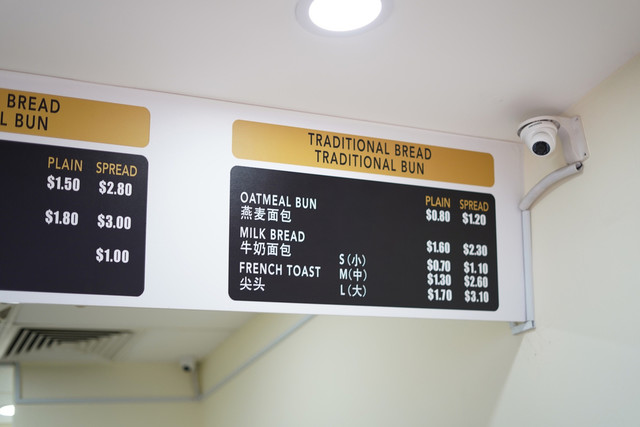 BREAD
L BUN
PLAIN SPREAD
$1.50 $2.80
$1.80 $3.00
$1.00
TRADITIONAL BREAD
TRADITIONAL BUN
PLAIN SPREAD
OATMEAL BUN $0.80 $1.20
燕麦面包
MILK BREAD
牛奶面包 $1.60 $2.30
S(小) $0.70 $1.10
FRENCH TOAST M(中) $1.30 $2.60
尖头 L(大) $1.70 $3.10